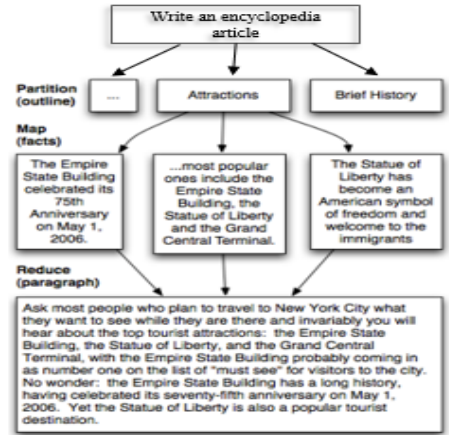 Write an encyclopedia
article
Partition
(outline)
...
Attractions
Brief History
Map
(facts)
The Empire
State Building
celebrated its
75th
Anniversary
on May 1,
2006.
...most popular
ones include the
Empire State
Building, the
Statue of Liberty
and the Grand
Central Terminal.
The Statue of
Liberty has
become an
American symbol
of freedom and
welcome to the
immigrants
Reduce
(paragraph)
Ask most people who plan to travel to New York City what
they want to see while they are there and invariably you will
hear about the top tourist attractions: the Empire State
Building, the Statue of Liberty, and the Grand Central
Terminal, with the Empire State Building probably coming in
as number one on the list of "must see" for visitors to the city.
No wonder: the Empire State Building has a long history,
having celebrated its seventy-fifth anniversary on May 1,
2006. Yet the Statue of Liberty is also a popular tourist
destination.